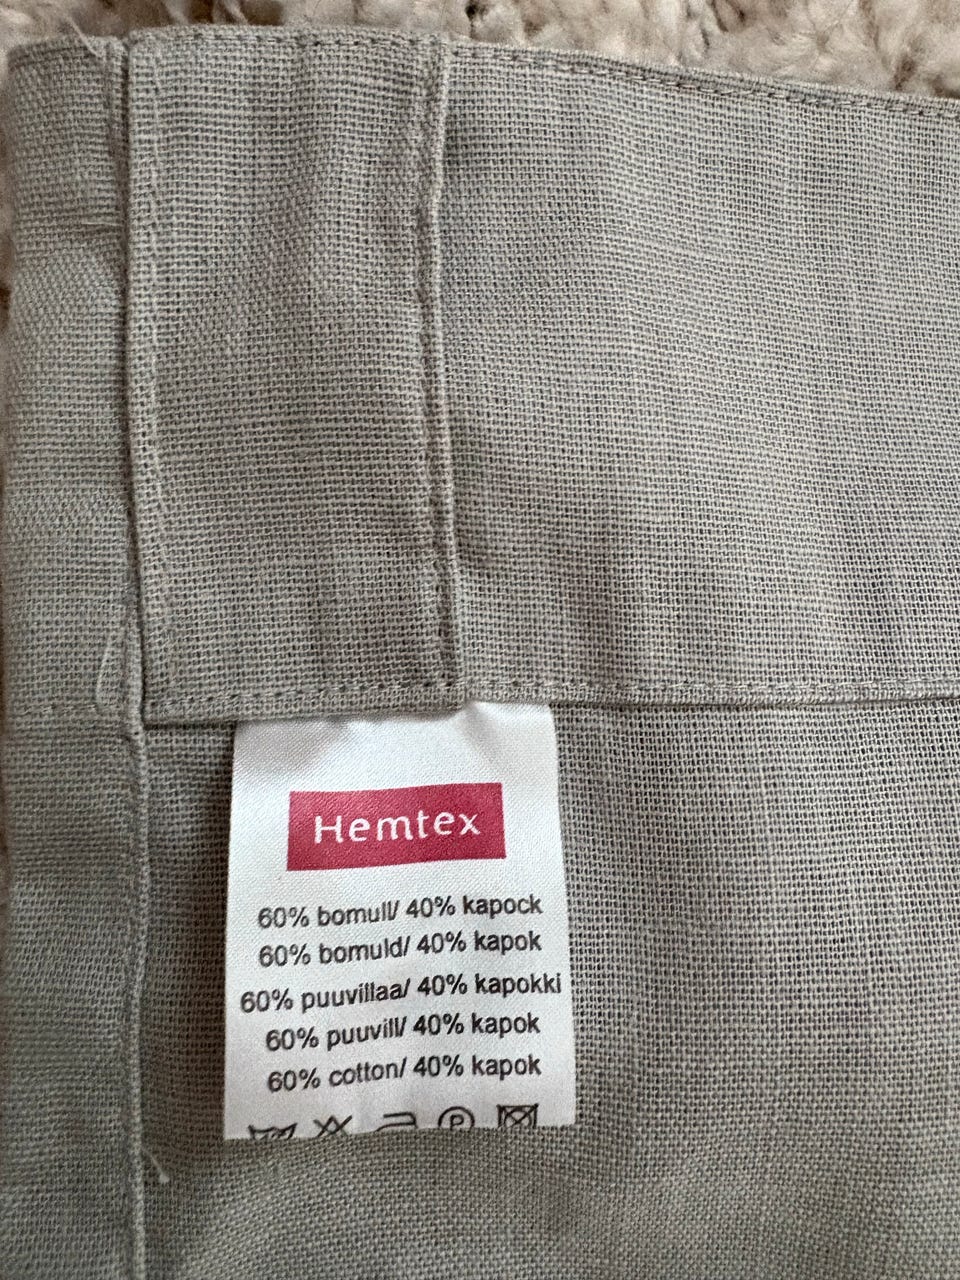 Hemtex
60% bomull/ 40% kapock
60% bomuld/ 40% kapok
60% puuvillaa/ 40% kapokki
60% puuvill/ 40% kapok
60% cotton/ 40% kapok
P